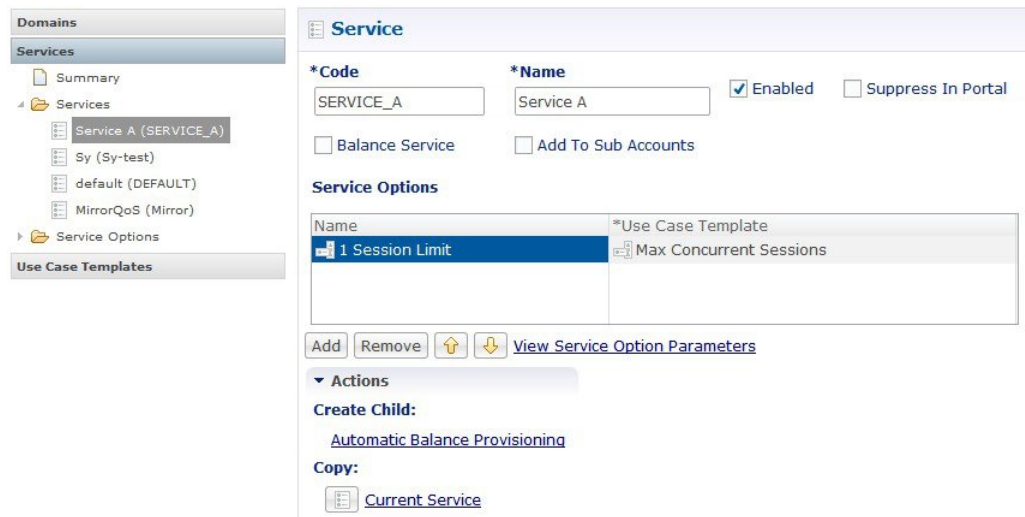 Domains
Services
Summary
Services
Service A (SERVICE_A)
Sy (Sy-test)
default (DEFAULT)
MirrorQoS (Mirror)
Service Options
Use Case Templates
Service
*Code *Name
SERVICE_A Service A Enabled Suppress In Portal
Balance Service Add To Sub Accounts
Service Options
Name *Use Case Template
1 Session Limit Max Concurrent Sessions
Add Remove View Service Option Parameters
Actions
Create Child:
Automatic Balance Provisioning
Copy:
Current Service